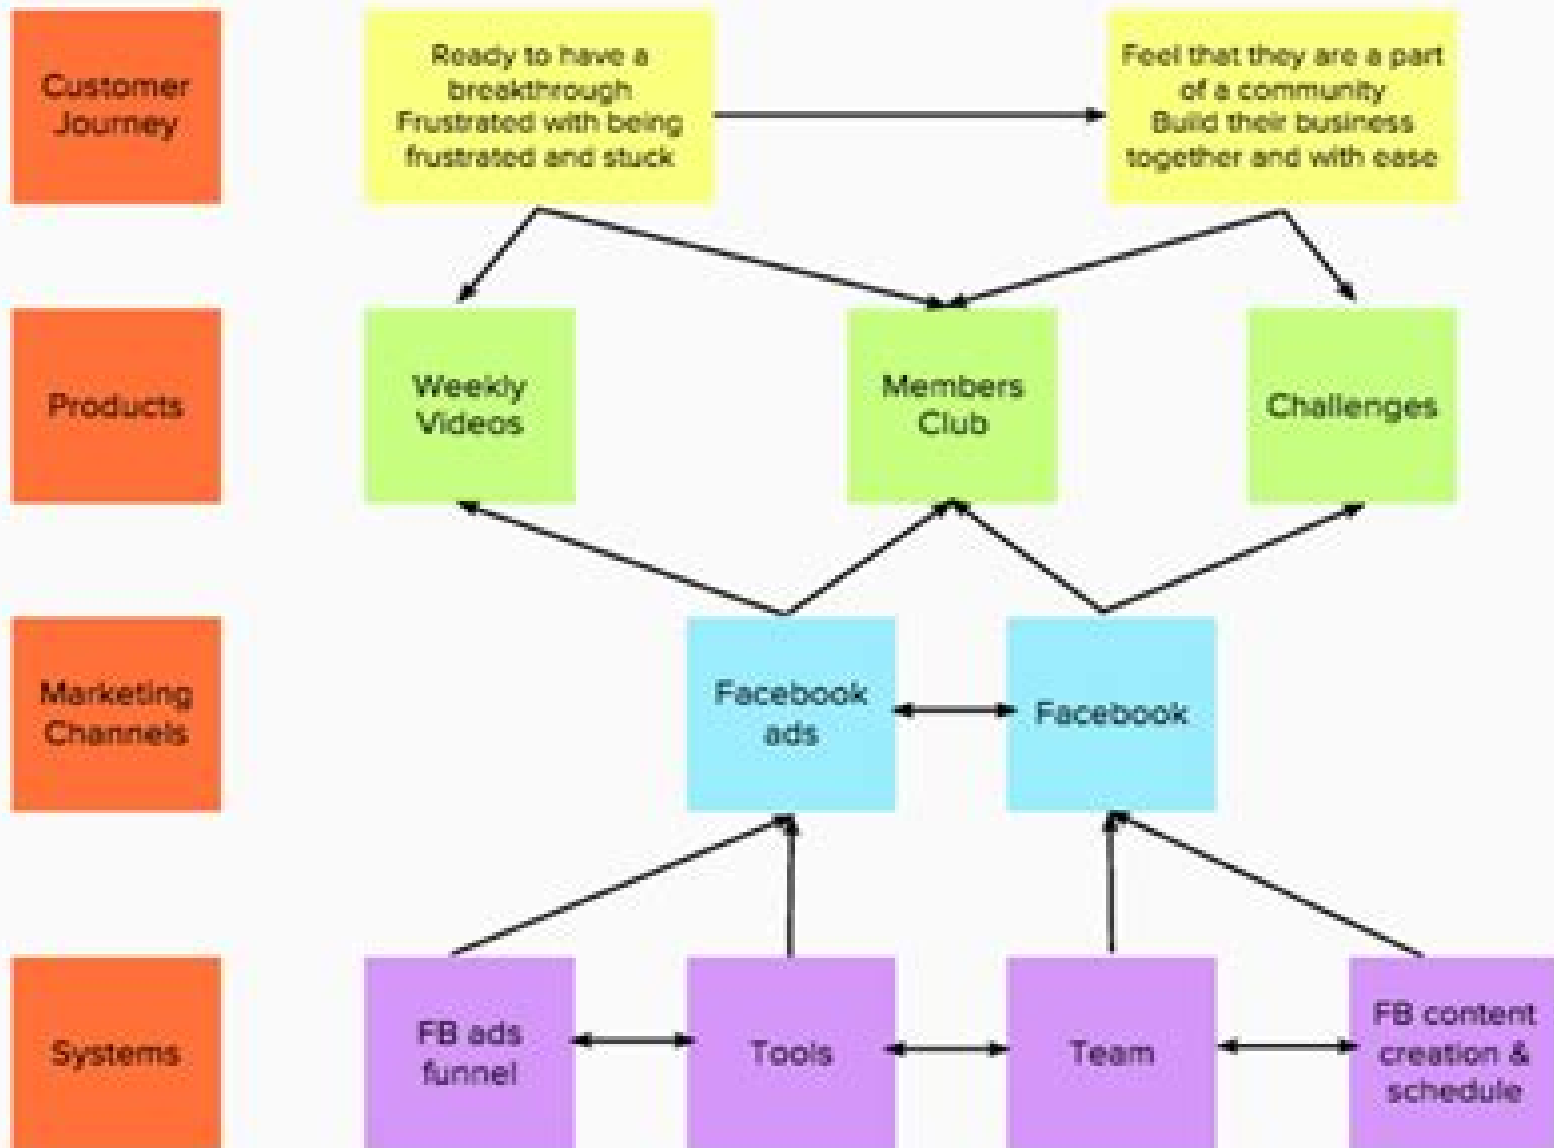 Customer
Journey
Ready to have a
breakthrough
Frustrated with being
frustrated and stuck
Feel that they are a part
of a community
Build their business
together and with ease
Products
Weekly
Videos
Members
Club
Challenges
Marketing
Channels
Facebook
ads
Facebook
Systems
FB ads
funnel
Tools
Team
FB content
creation &
schedule